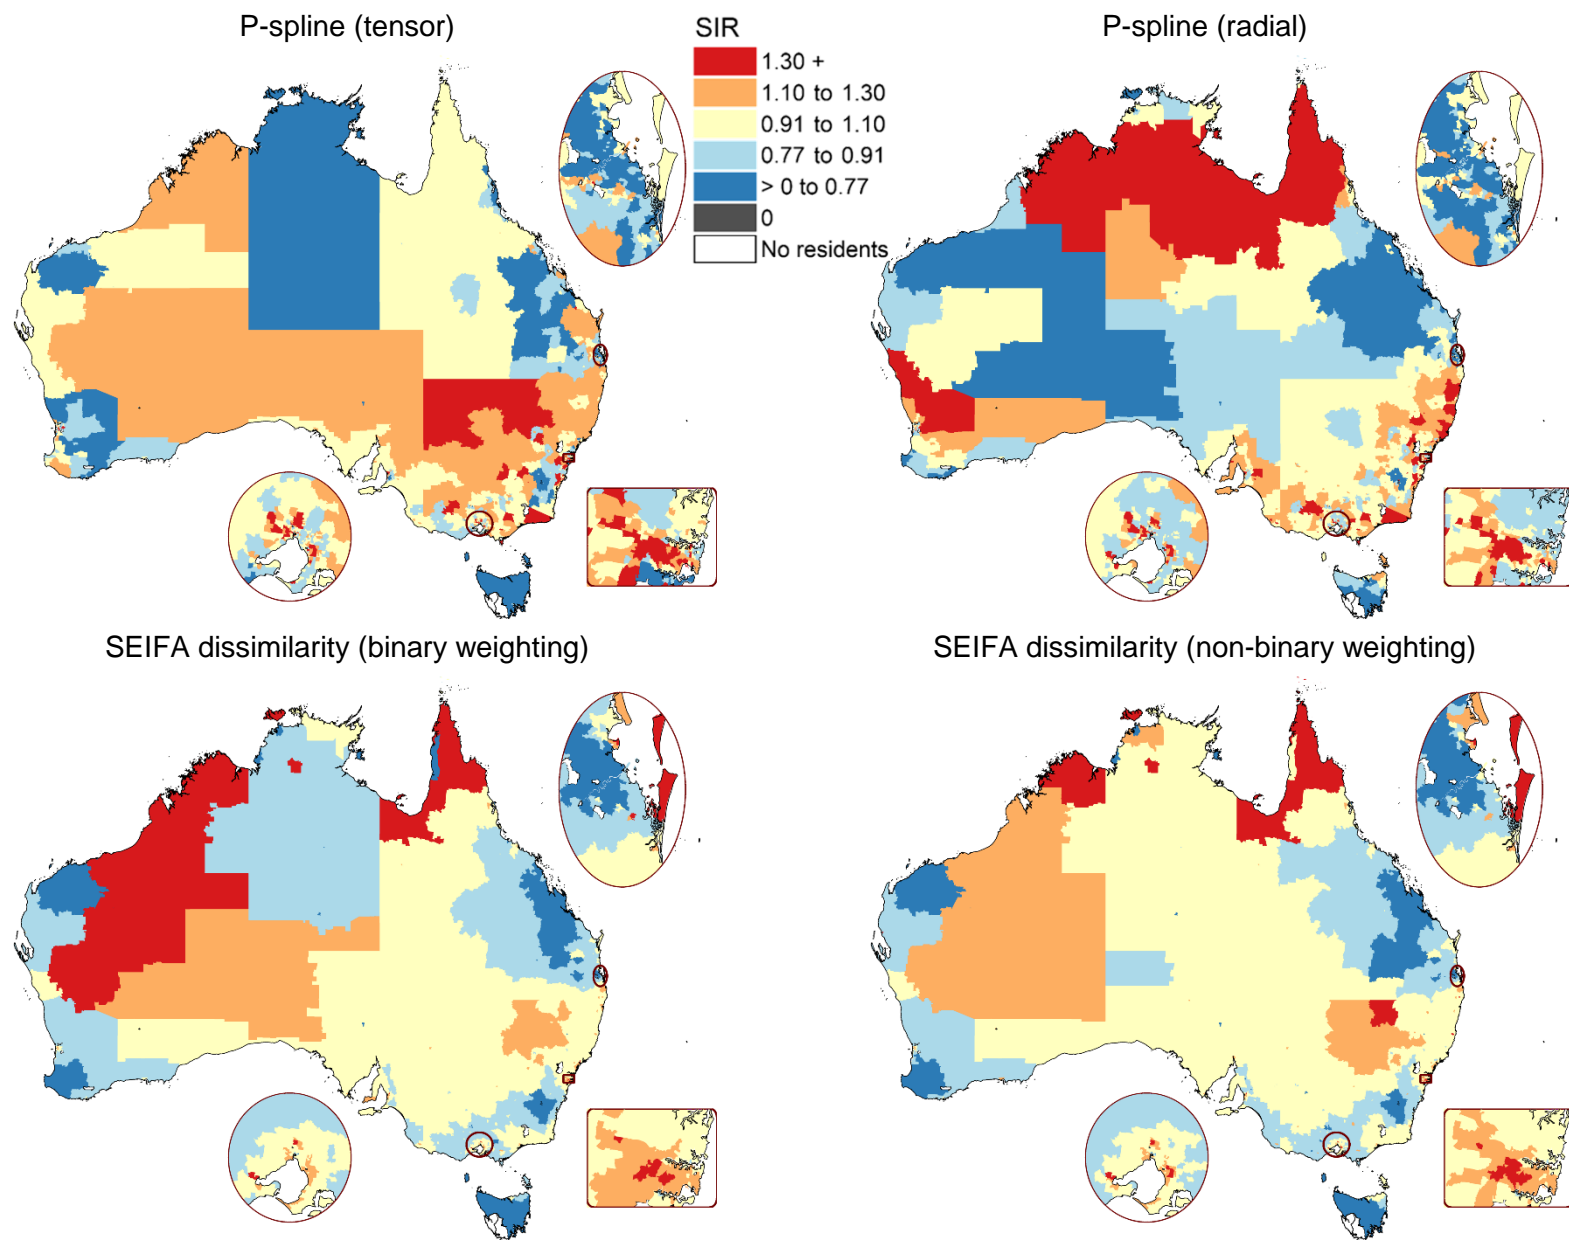 P-spline (tensor)
SIR
P-spline (radial)
1.30 +
1.10 to 1.30
0.91 to 1.10
0.77 to 0.91
> 0 to 0.77
0
No residents
SEIFA dissimilarity (binary weighting)
SEIFA dissimilarity (non-binary weighting)